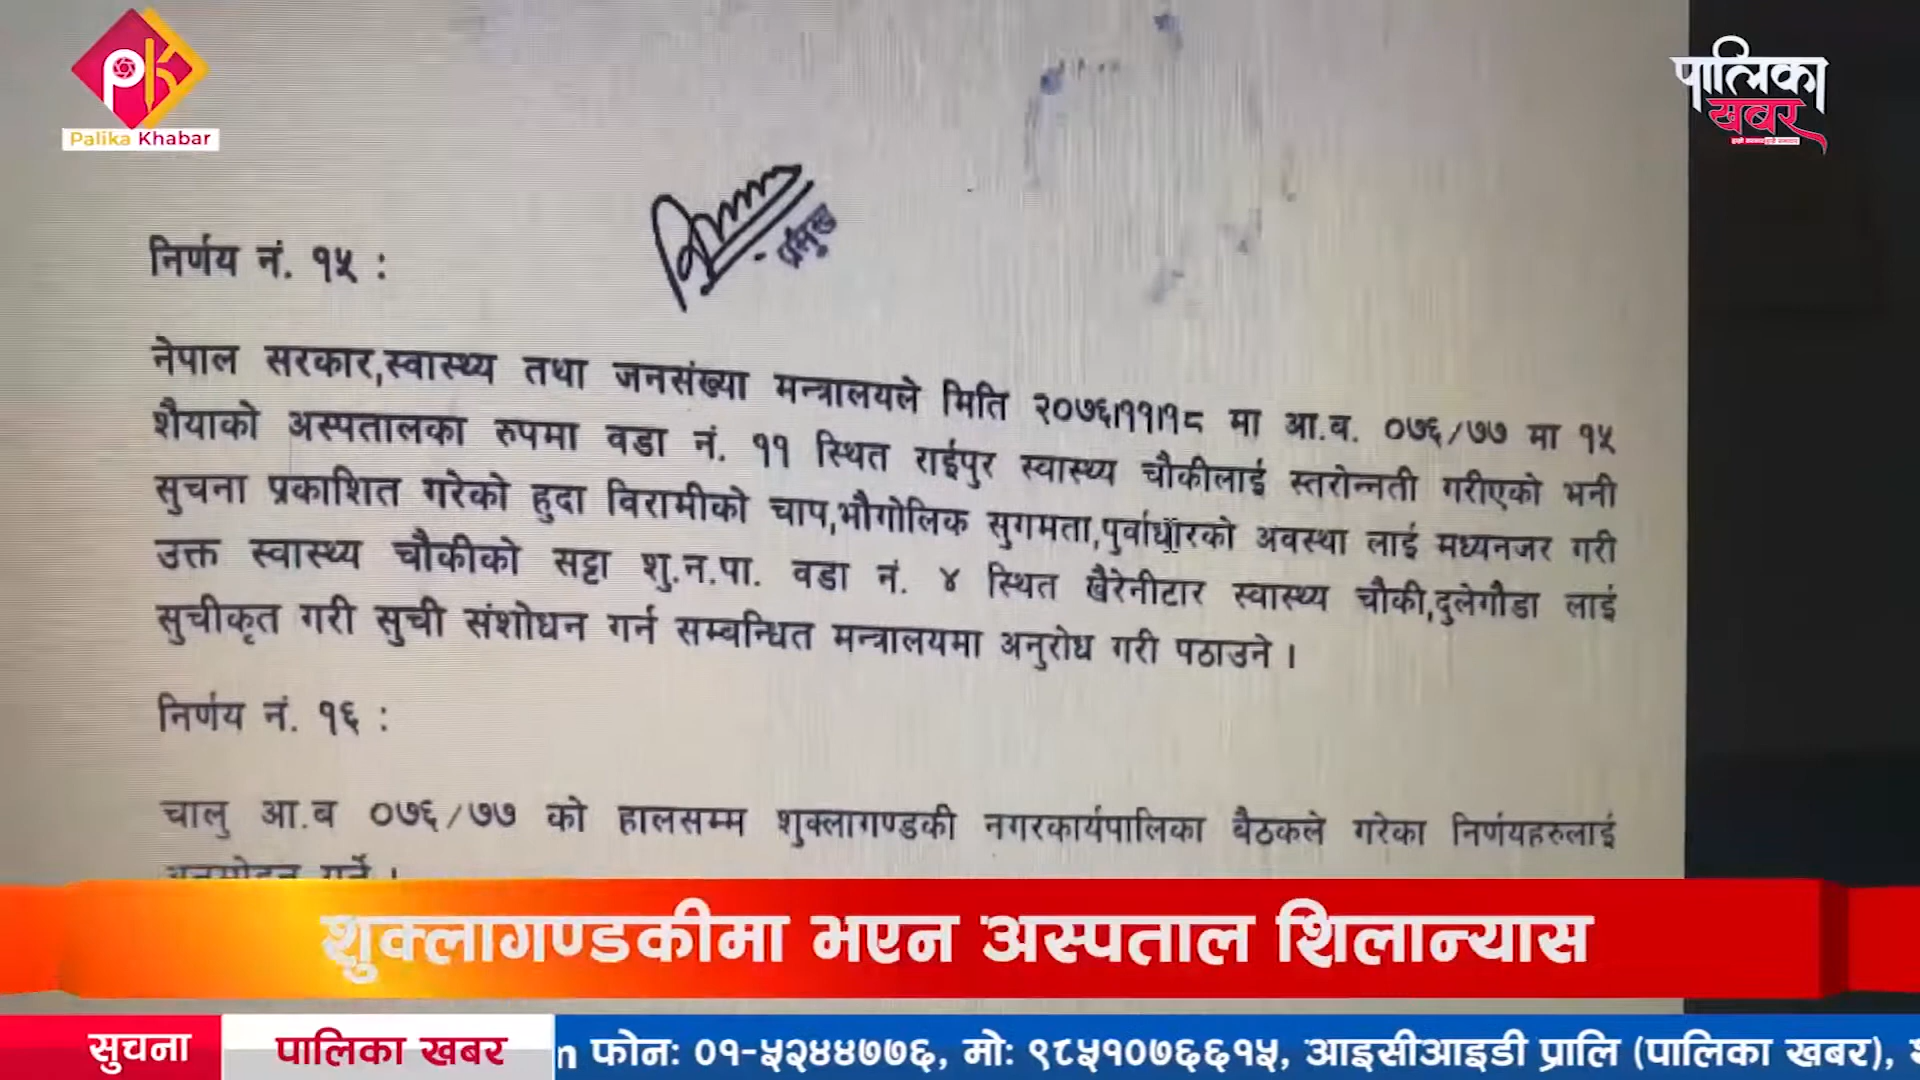 PK
Palika Khabar
पालिका
खबर
- प्रमुख
निर्णय नं. १५ :
नेपाल सरकार,स्वास्थ्य तथा जनसंख्या मन्त्रालयले मिति २०७६।११।१८ मा आ.ब. ०७६/७७ मा १५
शैयाको अस्पतालका रुपमा वडा नं. ११ स्थित राईपुर स्वास्थ्य चौकीलाई स्तरोन्नती गरीएको भनी
सुचना प्रकाशित गरेको हुदा विरामीको चाप,भौगोलिक सुगमता,पुर्वाधारको अवस्था लाई मध्यनजर गरी
उक्त स्वास्थ्य चौकीको सट्टा शु.न.पा. वडा नं. ४ स्थित खैरेनीटार स्वास्थ्य चौकी,दुलेगौडा लाई
सुचीकृत गरी सुची संशोधन गर्न सम्बन्धित मन्त्रालयमा अनुरोध गरी पठाउने ।
निर्णय नं. १६ :
चालु आ.ब ०७६/७७ को हालसम्म शुक्लागण्डकी नगरकार्यपालिका बैठकले गरेका निर्णयहरुलाई
शुक्लागण्डकीमा भएन अस्पताल शिलान्यास
सुचना पालिका खबर फोन: ०१-५२४४७७६, मो: ९८५१०७६६१५, आइसीआइडी प्रालि (पालिका खबर),